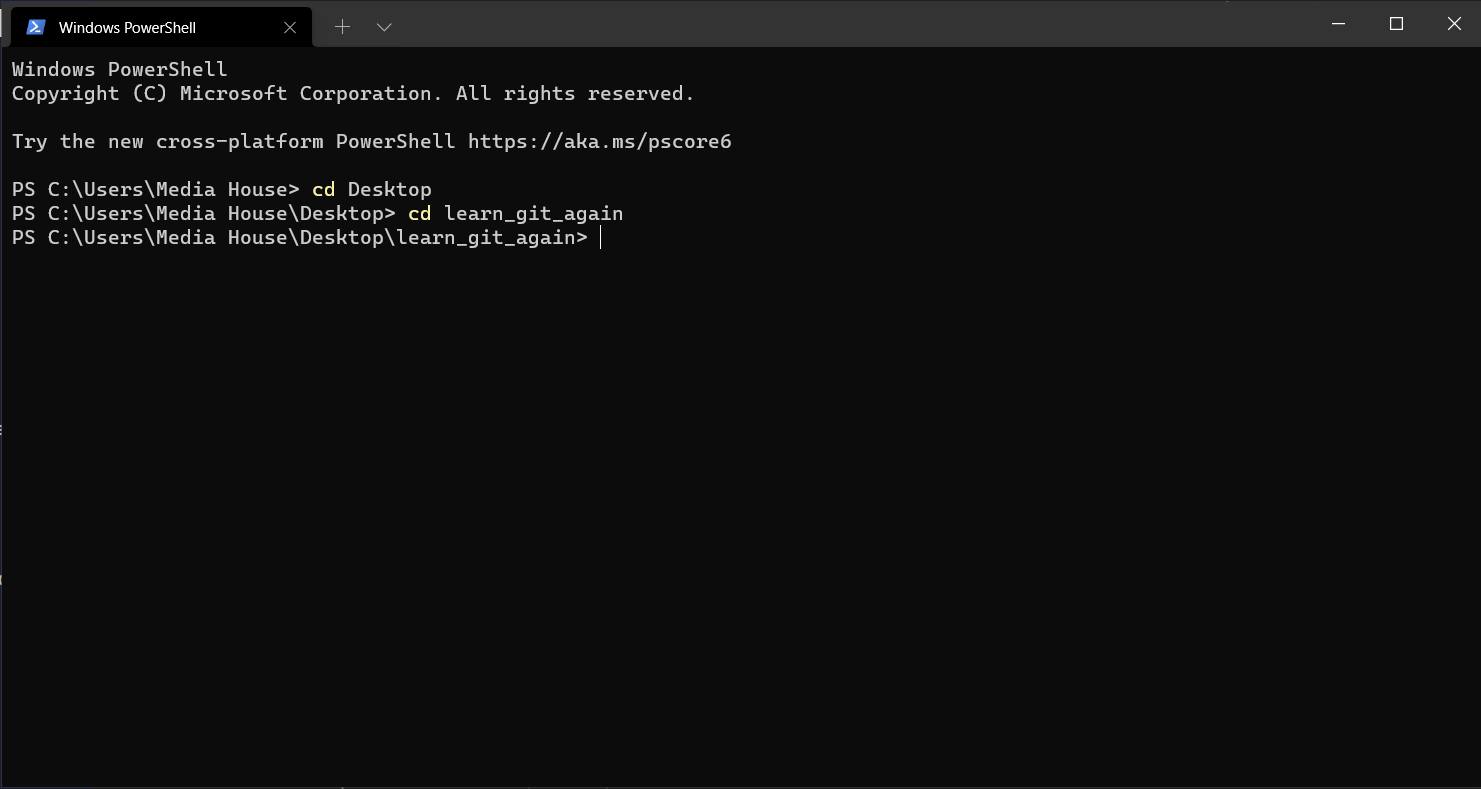 Windows PowerShell
Windows PowerShell
Copyright (C) Microsoft Corporation. All rights reserved.
Try the new cross-platform PowerShell https://aka.ms/pscore6
PS C:\Users\Media House> cd Desktop
PS C:\Users\Media House\Desktop> cd learn_git_again
PS C:\Users\Media House\Desktop\learn_git_again>